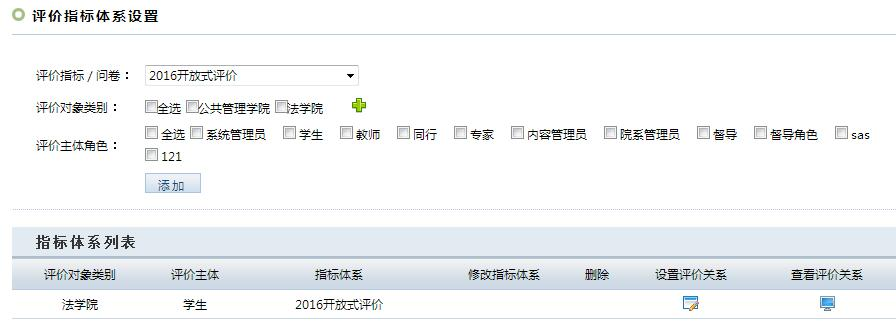 评价指标体系设置
评价指标 / 问卷： 2016开放式评价
评价对象类别： 全选 公共管理学院 法学院
评价主体角色： 全选 系统管理员 学生 教师 同行 专家 内容管理员 院系管理员 督导 督导角色 sas
121
添加
指标体系列表
评价对象类别 评价主体 指标体系 修改指标体系 删除 设置评价关系 查看评价关系
法学院 学生 2016开放式评价